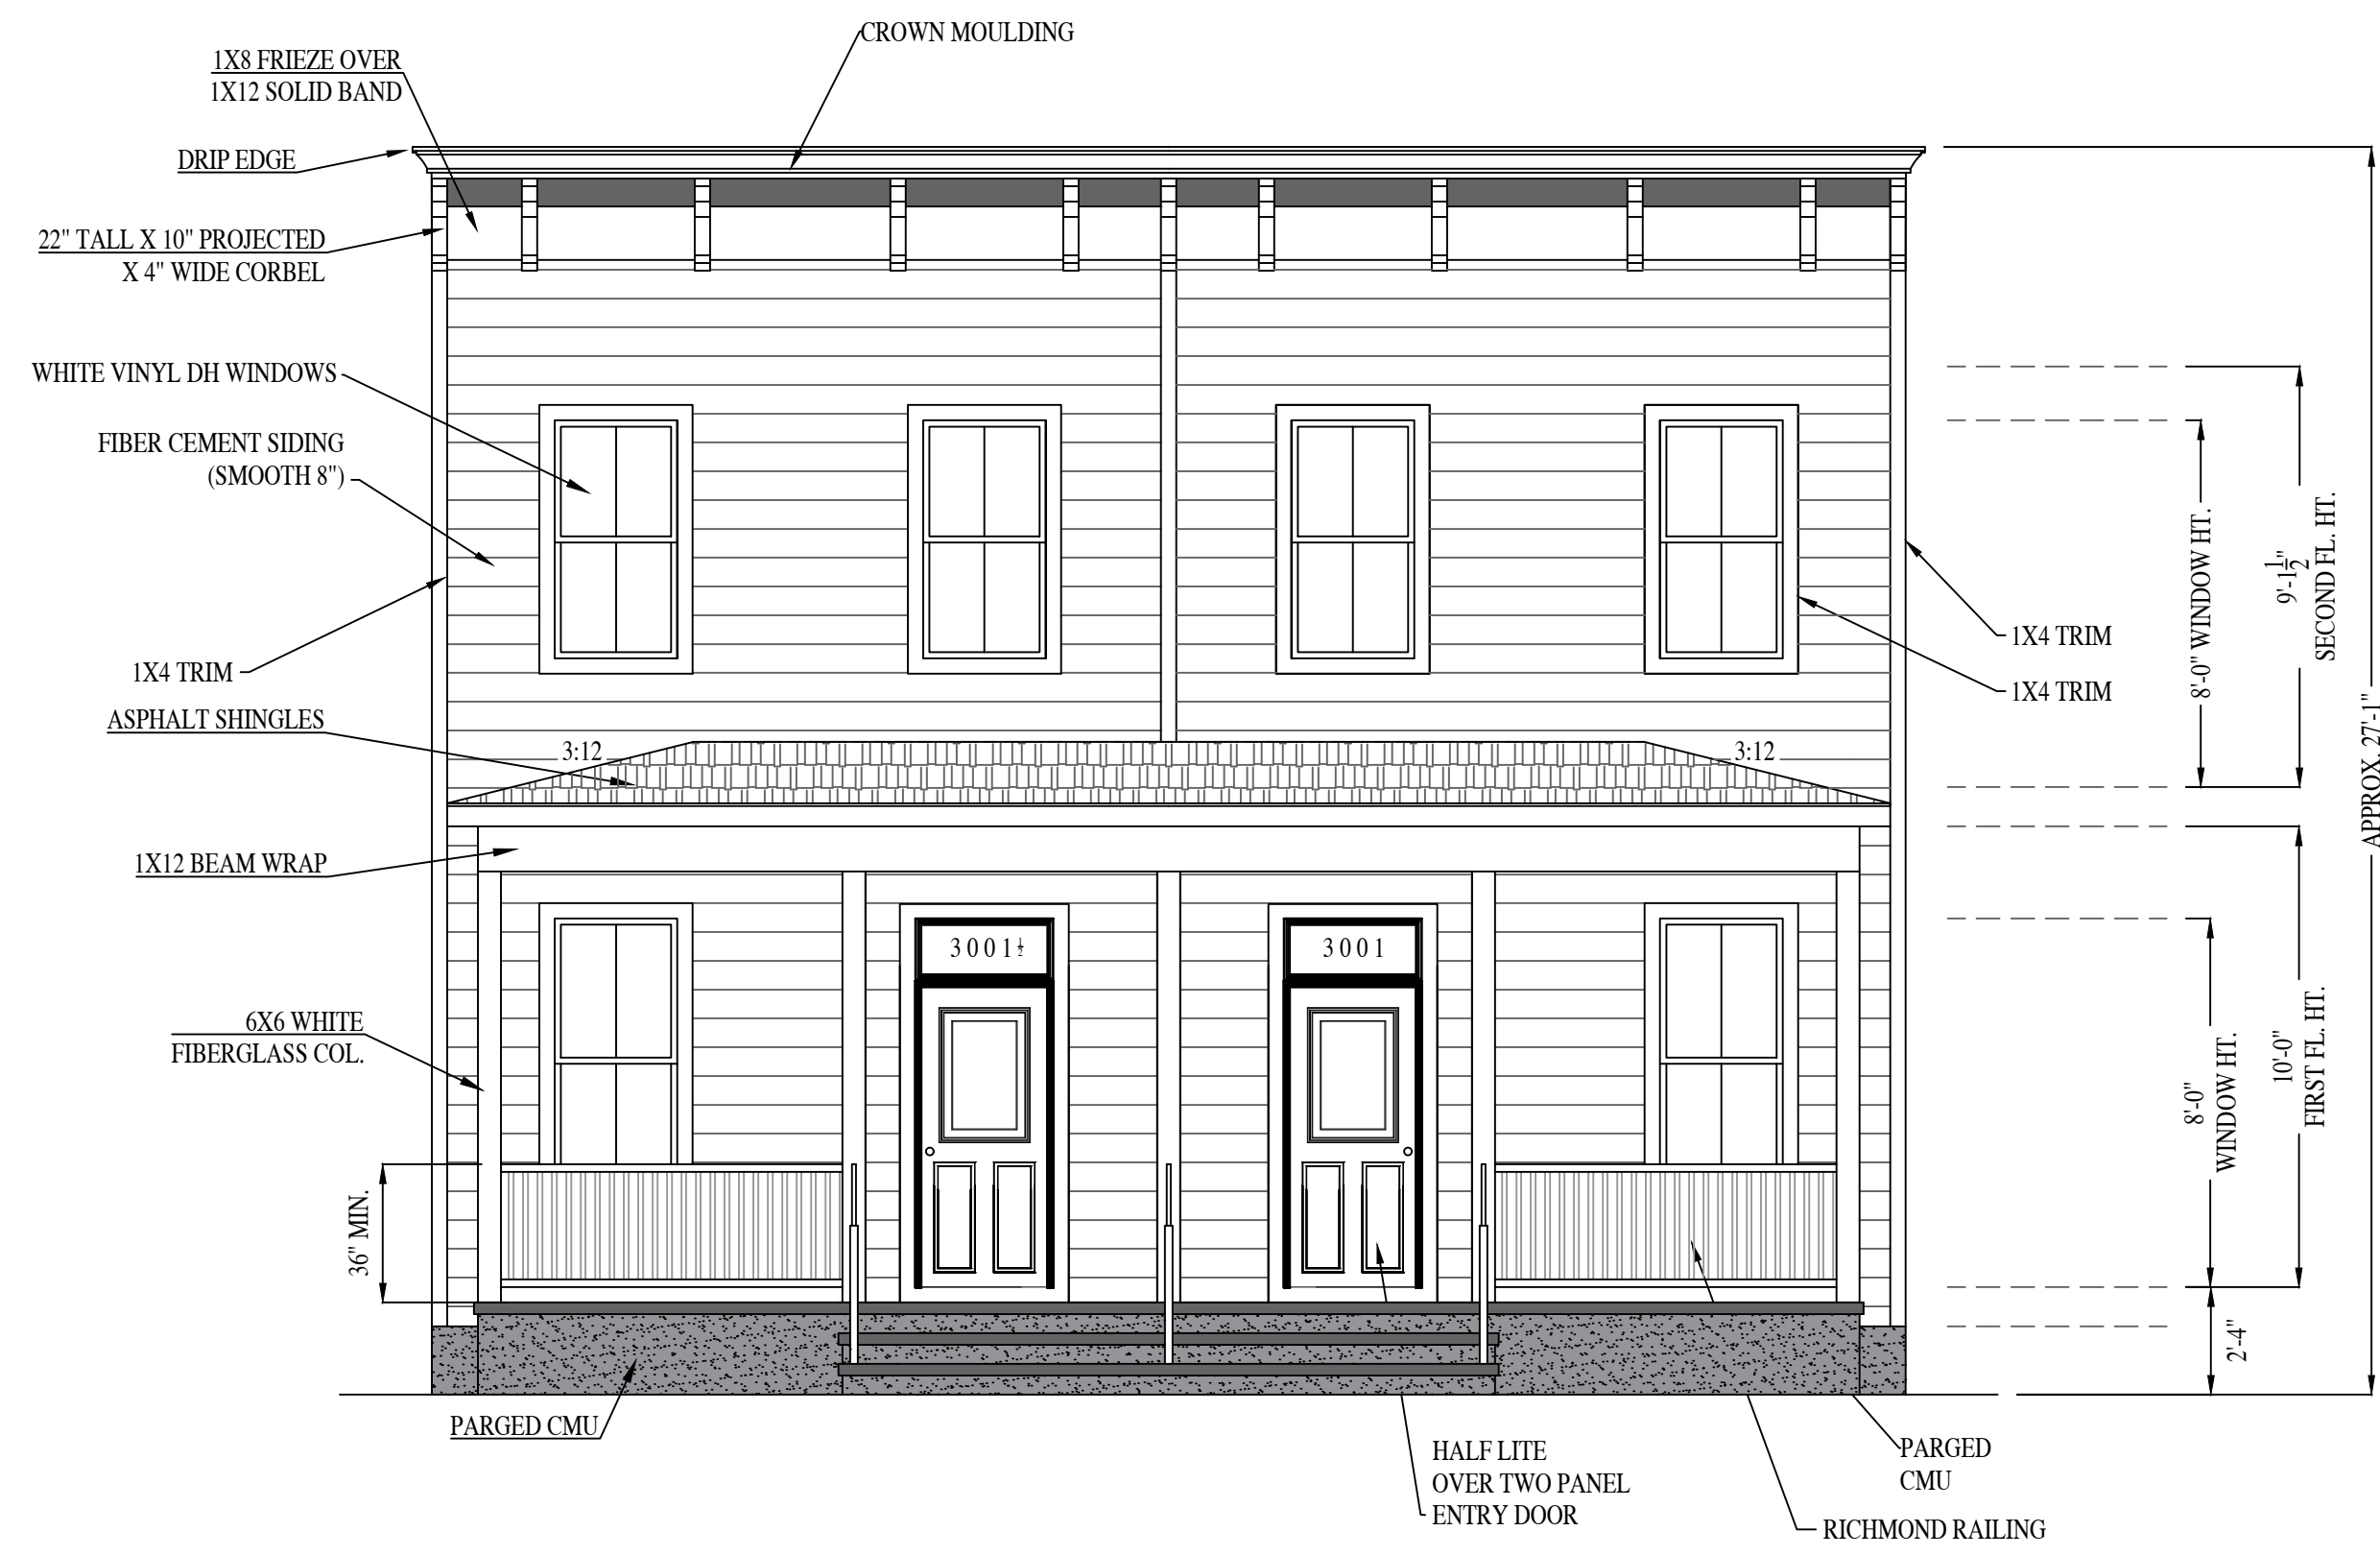 CROWN MOULDING
1X8 FRIEZE OVER
1X12 SOLID BAND
DRIP EDGE
22" TALL X 10" PROJECTED
X 4" WIDE CORBEL
WHITE VINYL DH WINDOWS
FIBER CEMENT SIDING
(SMOOTH 8")
1X4 TRIM
ASPHALT SHINGLES
3:12
3:12
1X12 BEAM WRAP
6X6 WHITE
FIBERGLASS COL.
36" MIN.
PARGED CMU
3001½
3001
1X4 TRIM
1X4 TRIM
8'-0" WINDOW HT.
9'-1½"
SECOND FL. HT.
APPROX. 27'-1"
8'-0"
WINDOW HT.
10'-0"
FIRST FL. HT.
2'-4"
HALF LITE
OVER TWO PANEL
ENTRY DOOR
PARGED
CMU
RICHMOND RAILING